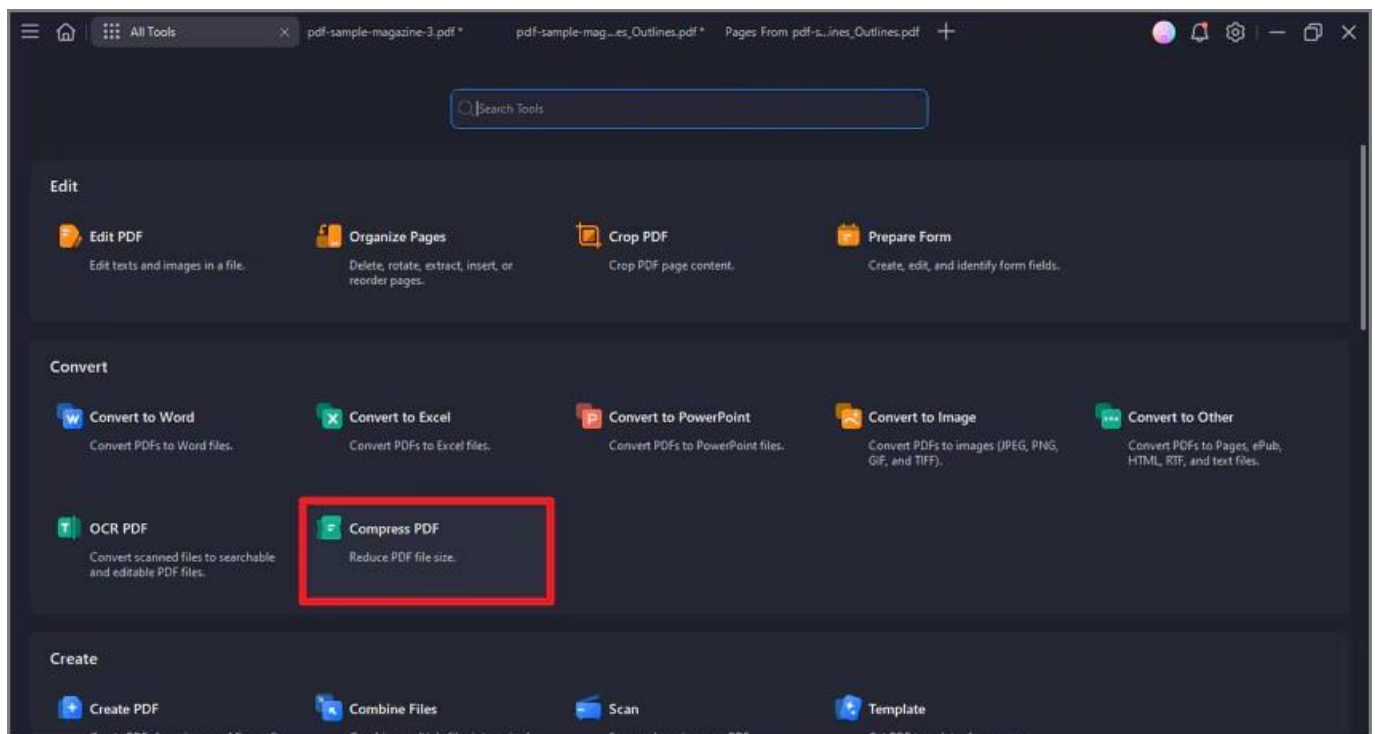 All Tools
pdf-sample-magazine-3.pdf *
pdf-sample-mag...es_Outlines.pdf *
Pages From pdf-s...ines_Outlines.pdf
Search Tools
Edit
Edit PDF
Edit texts and images in a file.
Organize Pages
Delete, rotate, extract, insert, or
reorder pages.
Crop PDF
Crop PDF page content.
Prepare Form
Create, edit, and identify form fields.
Convert
Convert to Word
Convert PDFs to Word files.
Convert to Excel
Convert PDFs to Excel files.
Convert to PowerPoint
Convert PDFs to PowerPoint files.
Convert to Image
Convert PDFs to images (JPEG, PNG,
GIF, and TIFF).
Convert to Other
Convert PDFs to Pages, ePub,
HTML, RTF, and text files.
OCR PDF
Convert scanned files to searchable
and editable PDF files.
Compress PDF
Reduce PDF file size.
Create
Create PDF
Combine Files
Scan
Template